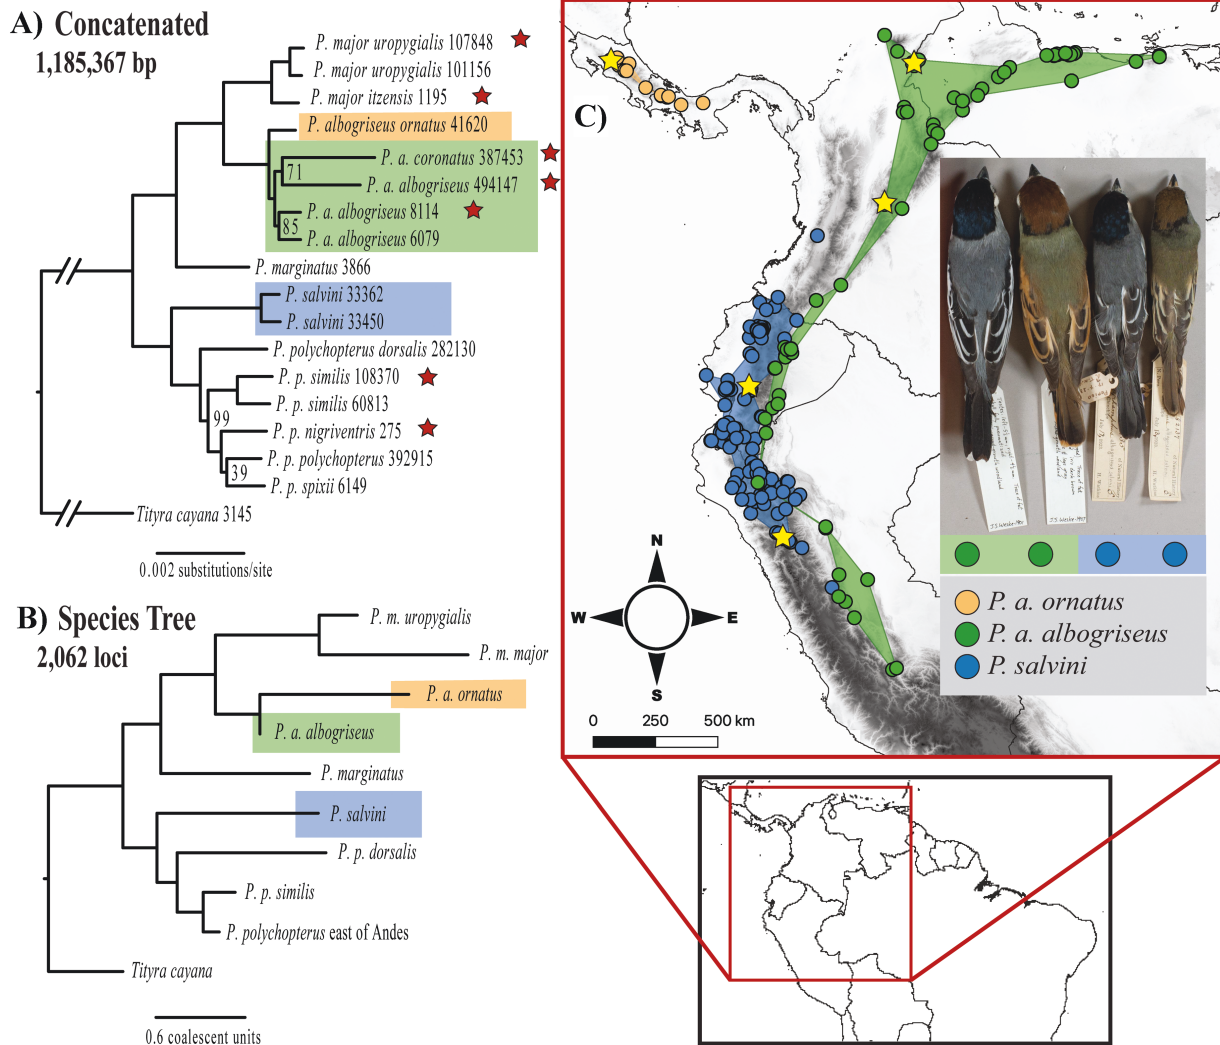 A) Concatenated
1,185,367 bp
P. major uropygialis 107848
P. major uropygialis 101156
P. major itzensis 1195
P. albogriseus ornatus 41620
P. a. coronatus 387453
71
P. a. albogriseus 494147
P. a. albogriseus 8114
85
P. a. albogriseus 6079
P. marginatus 3866
P. salvini 33362
P. salvini 33450
P. polychopterus dorsalis 282130
P. p. similis 108370
P. p. similis 60813
99
P. p. nigriventris 275
P. p. polychopterus 392915
39
P. p. spixii 6149
Tityra cayana 3145
0.002 substitutions/site
B) Species Tree
2,062 loci
P. m. uropygialis
P. m. major
P. a. ornatus
P. a. albogriseus
P. marginatus
P. salvini
P. p. dorsalis
P. p. similis
P. polychopterus east of Andes
Tityra cayana
0.6 coalescent units
C)
N
W
E
S
0 250 500 km
P. a. ornatus
P. a. albogriseus
P. salvini